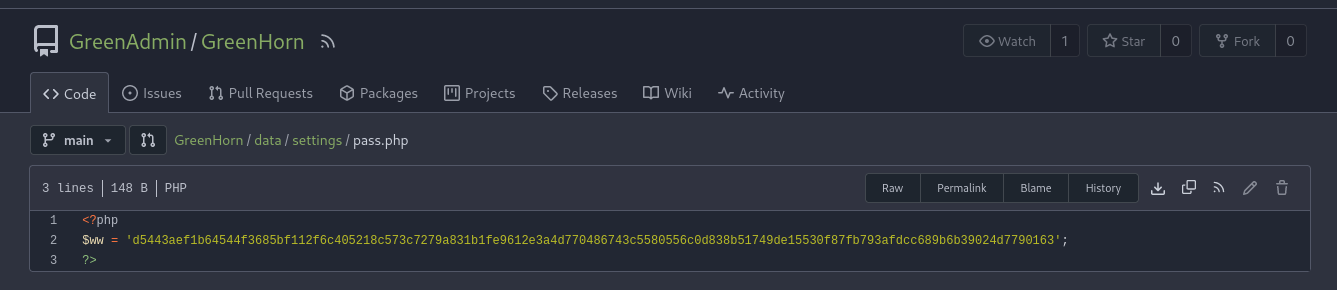 GreenAdmin / GreenHorn
Watch 1 Star 0 Fork 0
Code Issues Pull Requests Packages Projects Releases Wiki Activity
main GreenHorn / data / settings / pass.php
3 lines 148 B PHP Raw Permalink Blame History
1 <?php
2 $ww = 'd5443aef1b64544f3685bf112f6c405218c573c7279a831b1fe9612e3a4d770486743c5580556c0d838b51749de15530f87fb793afdcc689b6b39024d7790163';
3 ?>